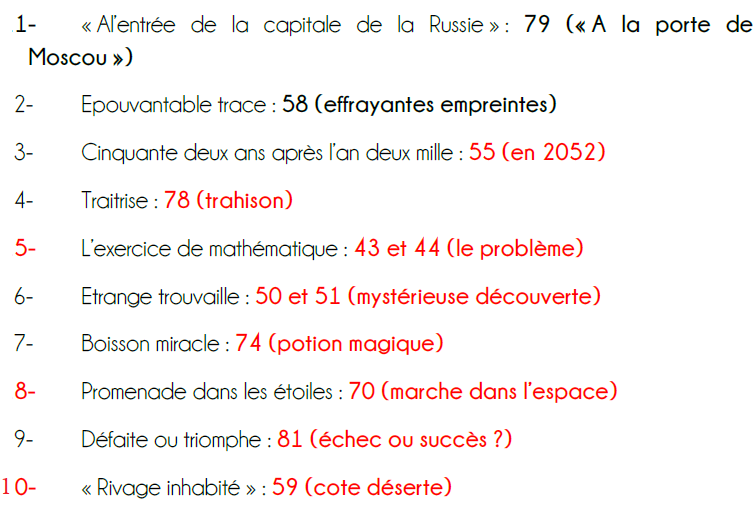 1- « Al'entrée de la capitale de la Russie » : 79 (« A la porte de
Moscou »)
2- Epouvantable trace : 58 (effrayantes empreintes)
3- Cinquante deux ans après l'an deux mille : 55 (en 2052)
4- Traitrise : 78 (trahison)
5- L'exercice de mathématique : 43 et 44 (le problème)
6- Etrange trouvaille : 50 et 51 (mystérieuse découverte)
7- Boisson miracle : 74 (potion magique)
8- Promenade dans les étoiles : 70 (marche dans l'espace)
9- Défaite ou triomphe : 81 (échec ou succès ?)
10- « Rivage inhabité » : 59 (cote déserte)